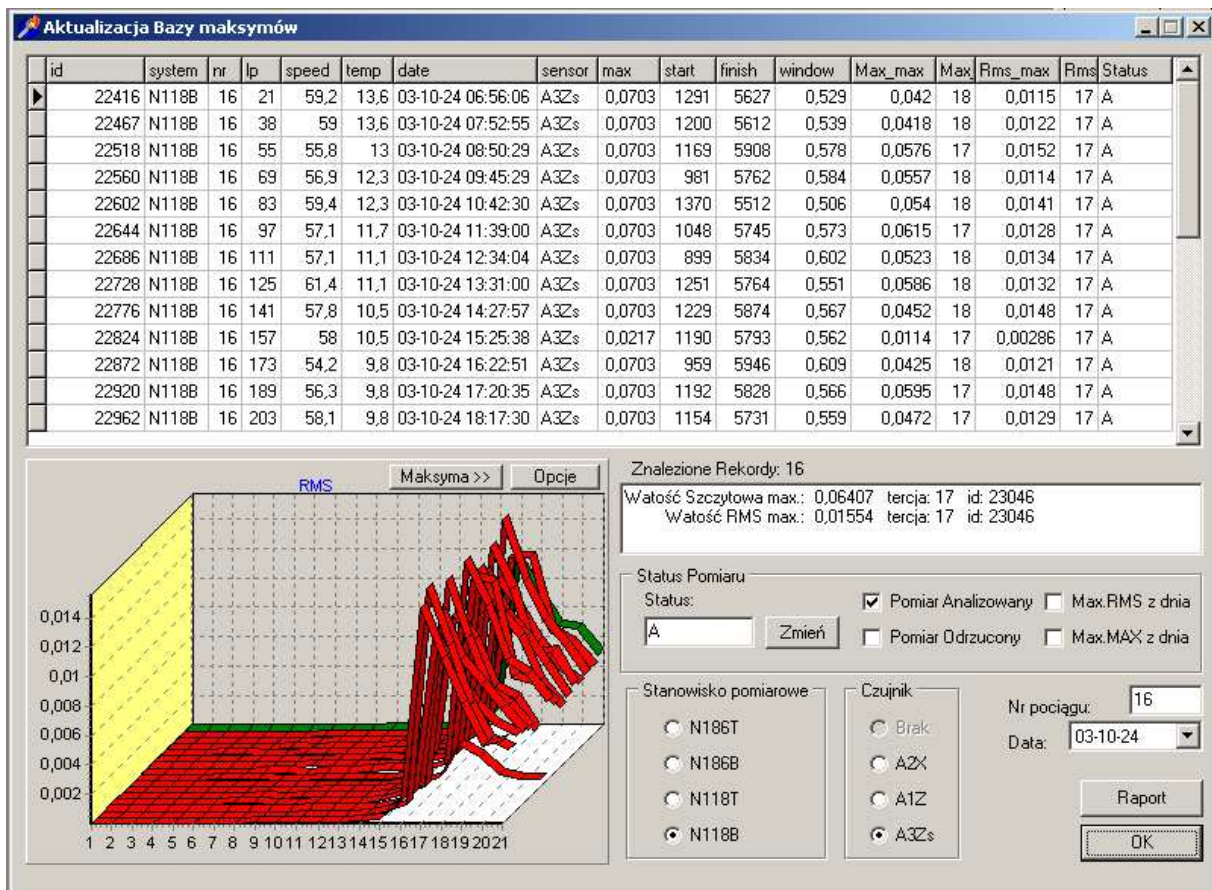 Aktualizacja Bazy maksymów
id system nr lp speed temp date sensor max start finish window Max_max Max Rms_max Rms Status
22416 N118B 16 21 59,2 13,6 03-10-24 06:56:06 A3Zs 0,0703 1291 5627 0,529 0,042 18 0,0115 17 A
22467 N118B 16 38 59 13,6 03-10-24 07:52:55 A3Zs 0,0703 1200 5612 0,539 0,0418 18 0,0122 17 A
22518 N118B 16 55 55,8 13 03-10-24 08:50:29 A3Zs 0,0703 1169 5908 0,578 0,0576 17 0,0152 17 A
22560 N118B 16 69 56,9 12,3 03-10-24 09:45:29 A3Zs 0,0703 981 5762 0,584 0,0557 18 0,0114 17 A
22602 N118B 16 83 59,4 12,3 03-10-24 10:42:30 A3Zs 0,0703 1370 5512 0,506 0,054 18 0,0141 17 A
22644 N118B 16 97 57,1 11,7 03-10-24 11:39:00 A3Zs 0,0703 1048 5745 0,573 0,0615 17 0,0128 17 A
22686 N118B 16 111 57,1 11,1 03-10-24 12:34:04 A3Zs 0,0703 899 5834 0,602 0,0523 18 0,0134 17 A
22728 N118B 16 125 61,4 11,1 03-10-24 13:31:00 A3Zs 0,0703 1251 5764 0,551 0,0586 18 0,0132 17 A
22776 N118B 16 141 57,8 10,5 03-10-24 14:27:57 A3Zs 0,0703 1229 5874 0,567 0,0452 18 0,0148 17 A
22824 N118B 16 157 58 10,5 03-10-24 15:25:38 A3Zs 0,0217 1190 5793 0,562 0,0114 17 0,00286 17 A
22872 N118B 16 173 54,2 9,8 03-10-24 16:22:51 A3Zs 0,0703 959 5946 0,609 0,0425 18 0,0121 17 A
22920 N118B 16 189 56,3 9,8 03-10-24 17:20:35 A3Zs 0,0703 1192 5828 0,566 0,0595 17 0,0148 17 A
22962 N118B 16 203 58,1 9,8 03-10-24 18:17:30 A3Zs 0,0703 1154 5731 0,559 0,0472 17 0,0129 17 A
RMS
Maksyma >> Opcje
0,014
0,012
0,01
0,008
0,006
0,004
0,002
1 2 3 4 5 6 7 8 9 10 11 12 13 14 15 16 17 18 19 20 21
Znalezione Rekordy: 16
Watość Szczytowa max.: 0,06407 tercja: 17 id: 23046
Watość RMS max.: 0,01554 tercja: 17 id: 23046
Status Pomiaru
Status:
A Zmień
Pomiar Analizowany Max.RMS z dnia
Pomiar Odrzucony Max.MAX z dnia
Stanowisko pomiarowe
N186T
N186B
N118T
N118B
Czujnik
Brak
A2X
A1Z
A3Zs
Nr pociągu: 16
Data: 03-10-24
Raport
OK